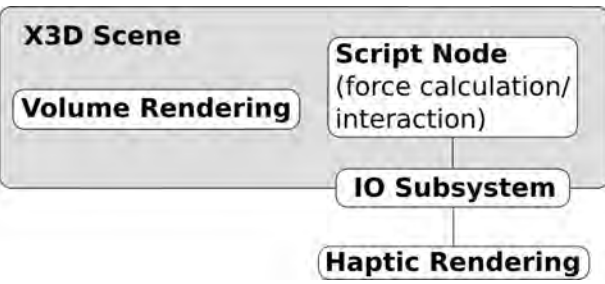 X3D Scene
Volume Rendering
Script Node
(force calculation/
interaction)
IO Subsystem
Haptic Rendering